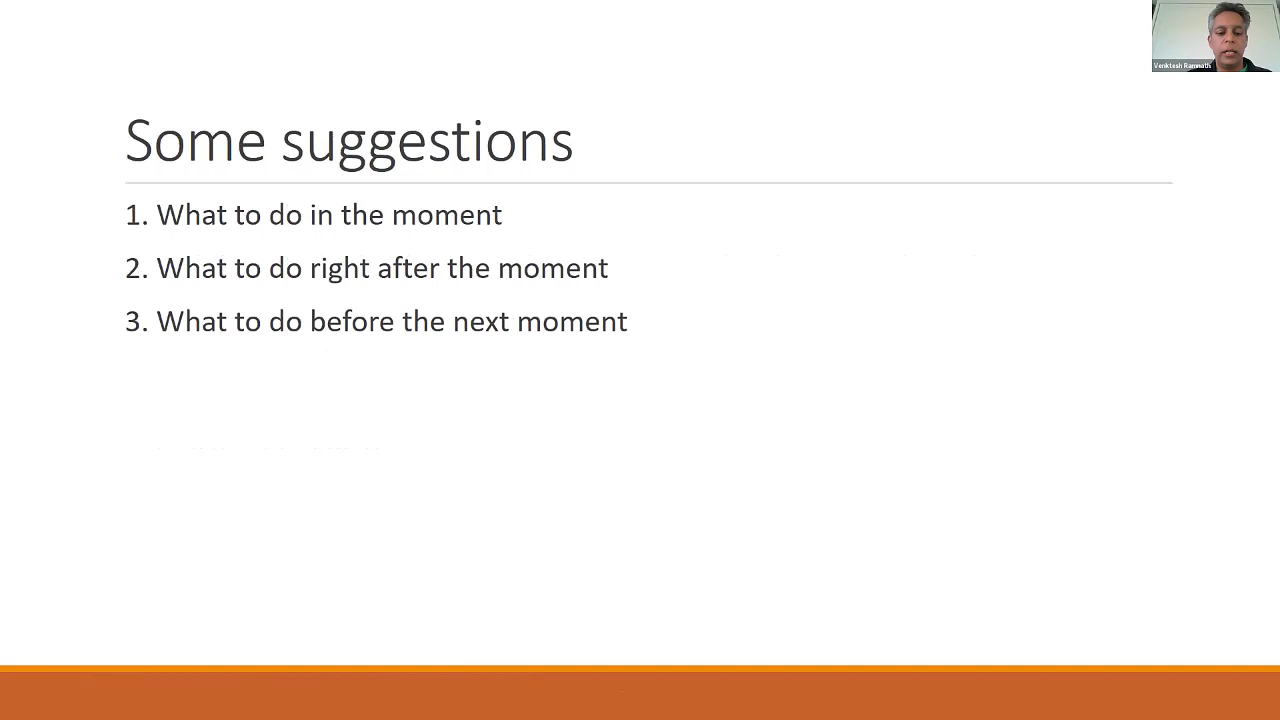 Venktesh Ramnath
Some suggestions
1. What to do in the moment
2. What to do right after the moment
3. What to do before the next moment